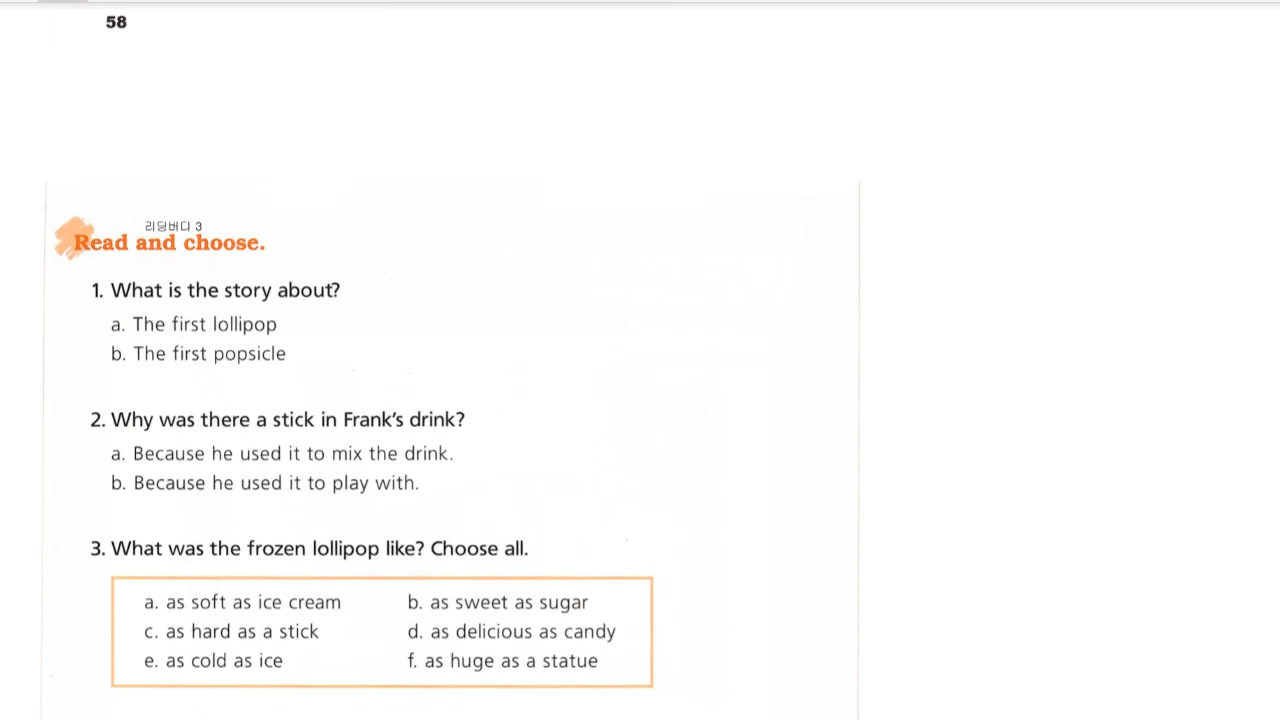 58
리딩버디 3
Read and choose.
1. What is the story about?
a. The first lollipop
b. The first popsicle
2. Why was there a stick in Frank's drink?
a. Because he used it to mix the drink.
b. Because he used it to play with.
3. What was the frozen lollipop like? Choose all.
a. as soft as ice cream b. as sweet as sugar
c. as hard as a stick d. as delicious as candy
e. as cold as ice f. as huge as a statue